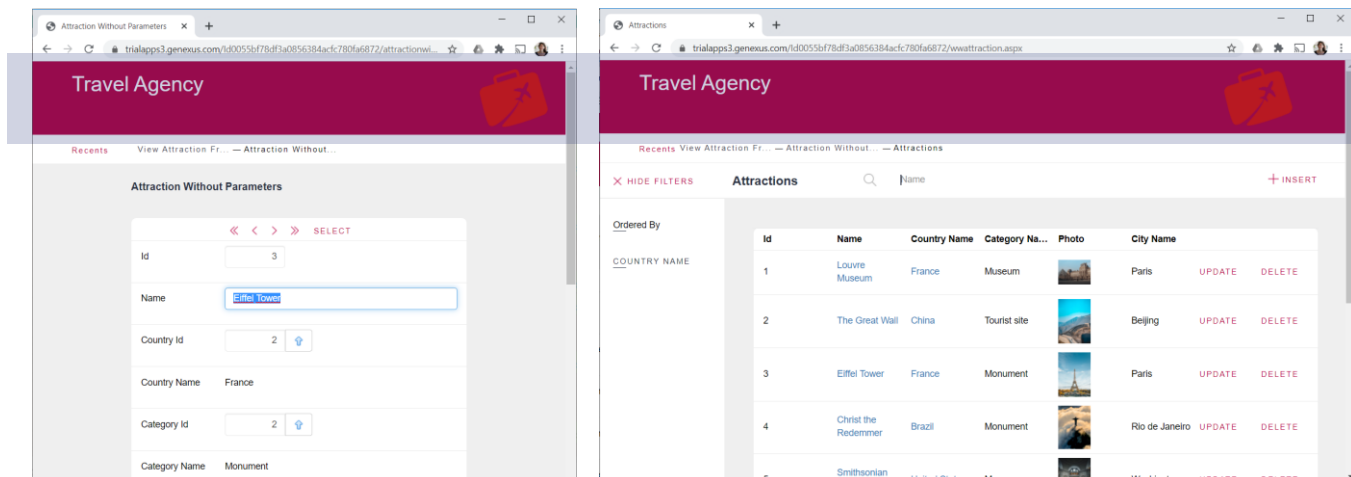 Attraction Without Parameters
trialapps3.genexus.com/Id0055bf78df3a0856384acfc780fa6872/attractionwi...
Travel Agency
Recents View Attraction Fr... — Attraction Without...
Attraction Without Parameters
SELECT
Id 3
Name Eiffel Tower
Country Id 2
Country Name France
Category Id 2
Category Name Monument
Attractions
trialapps3.genexus.com/Id0055bf78df3a0856384acfc780fa6872/wwattraction.aspx
Travel Agency
Recents View Attraction Fr... — Attraction Without... — Attractions
HIDE FILTERS Attractions Name INSERT
Ordered By
COUNTRY NAME
Id Name Country Name Category Na... Photo City Name
1 Louvre Museum France Museum Paris UPDATE DELETE
2 The Great Wall China Tourist site Beijing UPDATE DELETE
3 Eiffel Tower France Monument Paris UPDATE DELETE
4 Christ the Redemmer Brazil Monument Rio de Janeiro UPDATE DELETE
Smithsonian